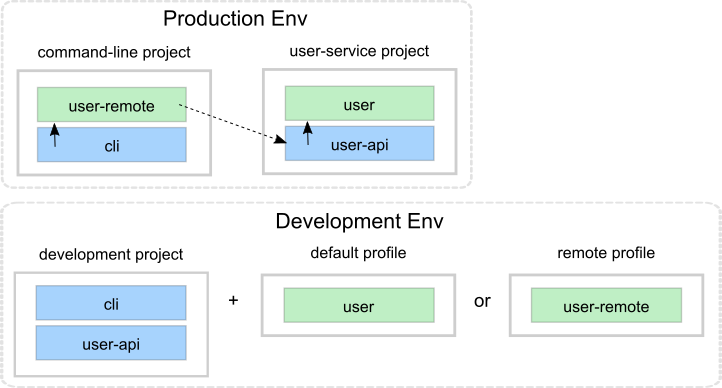 Production Env
command-line project
user-service project
user-remote
cli
user
user-api
Development Env
development project
default profile
remote profile
cli
user-api
+
user
or
user-remote